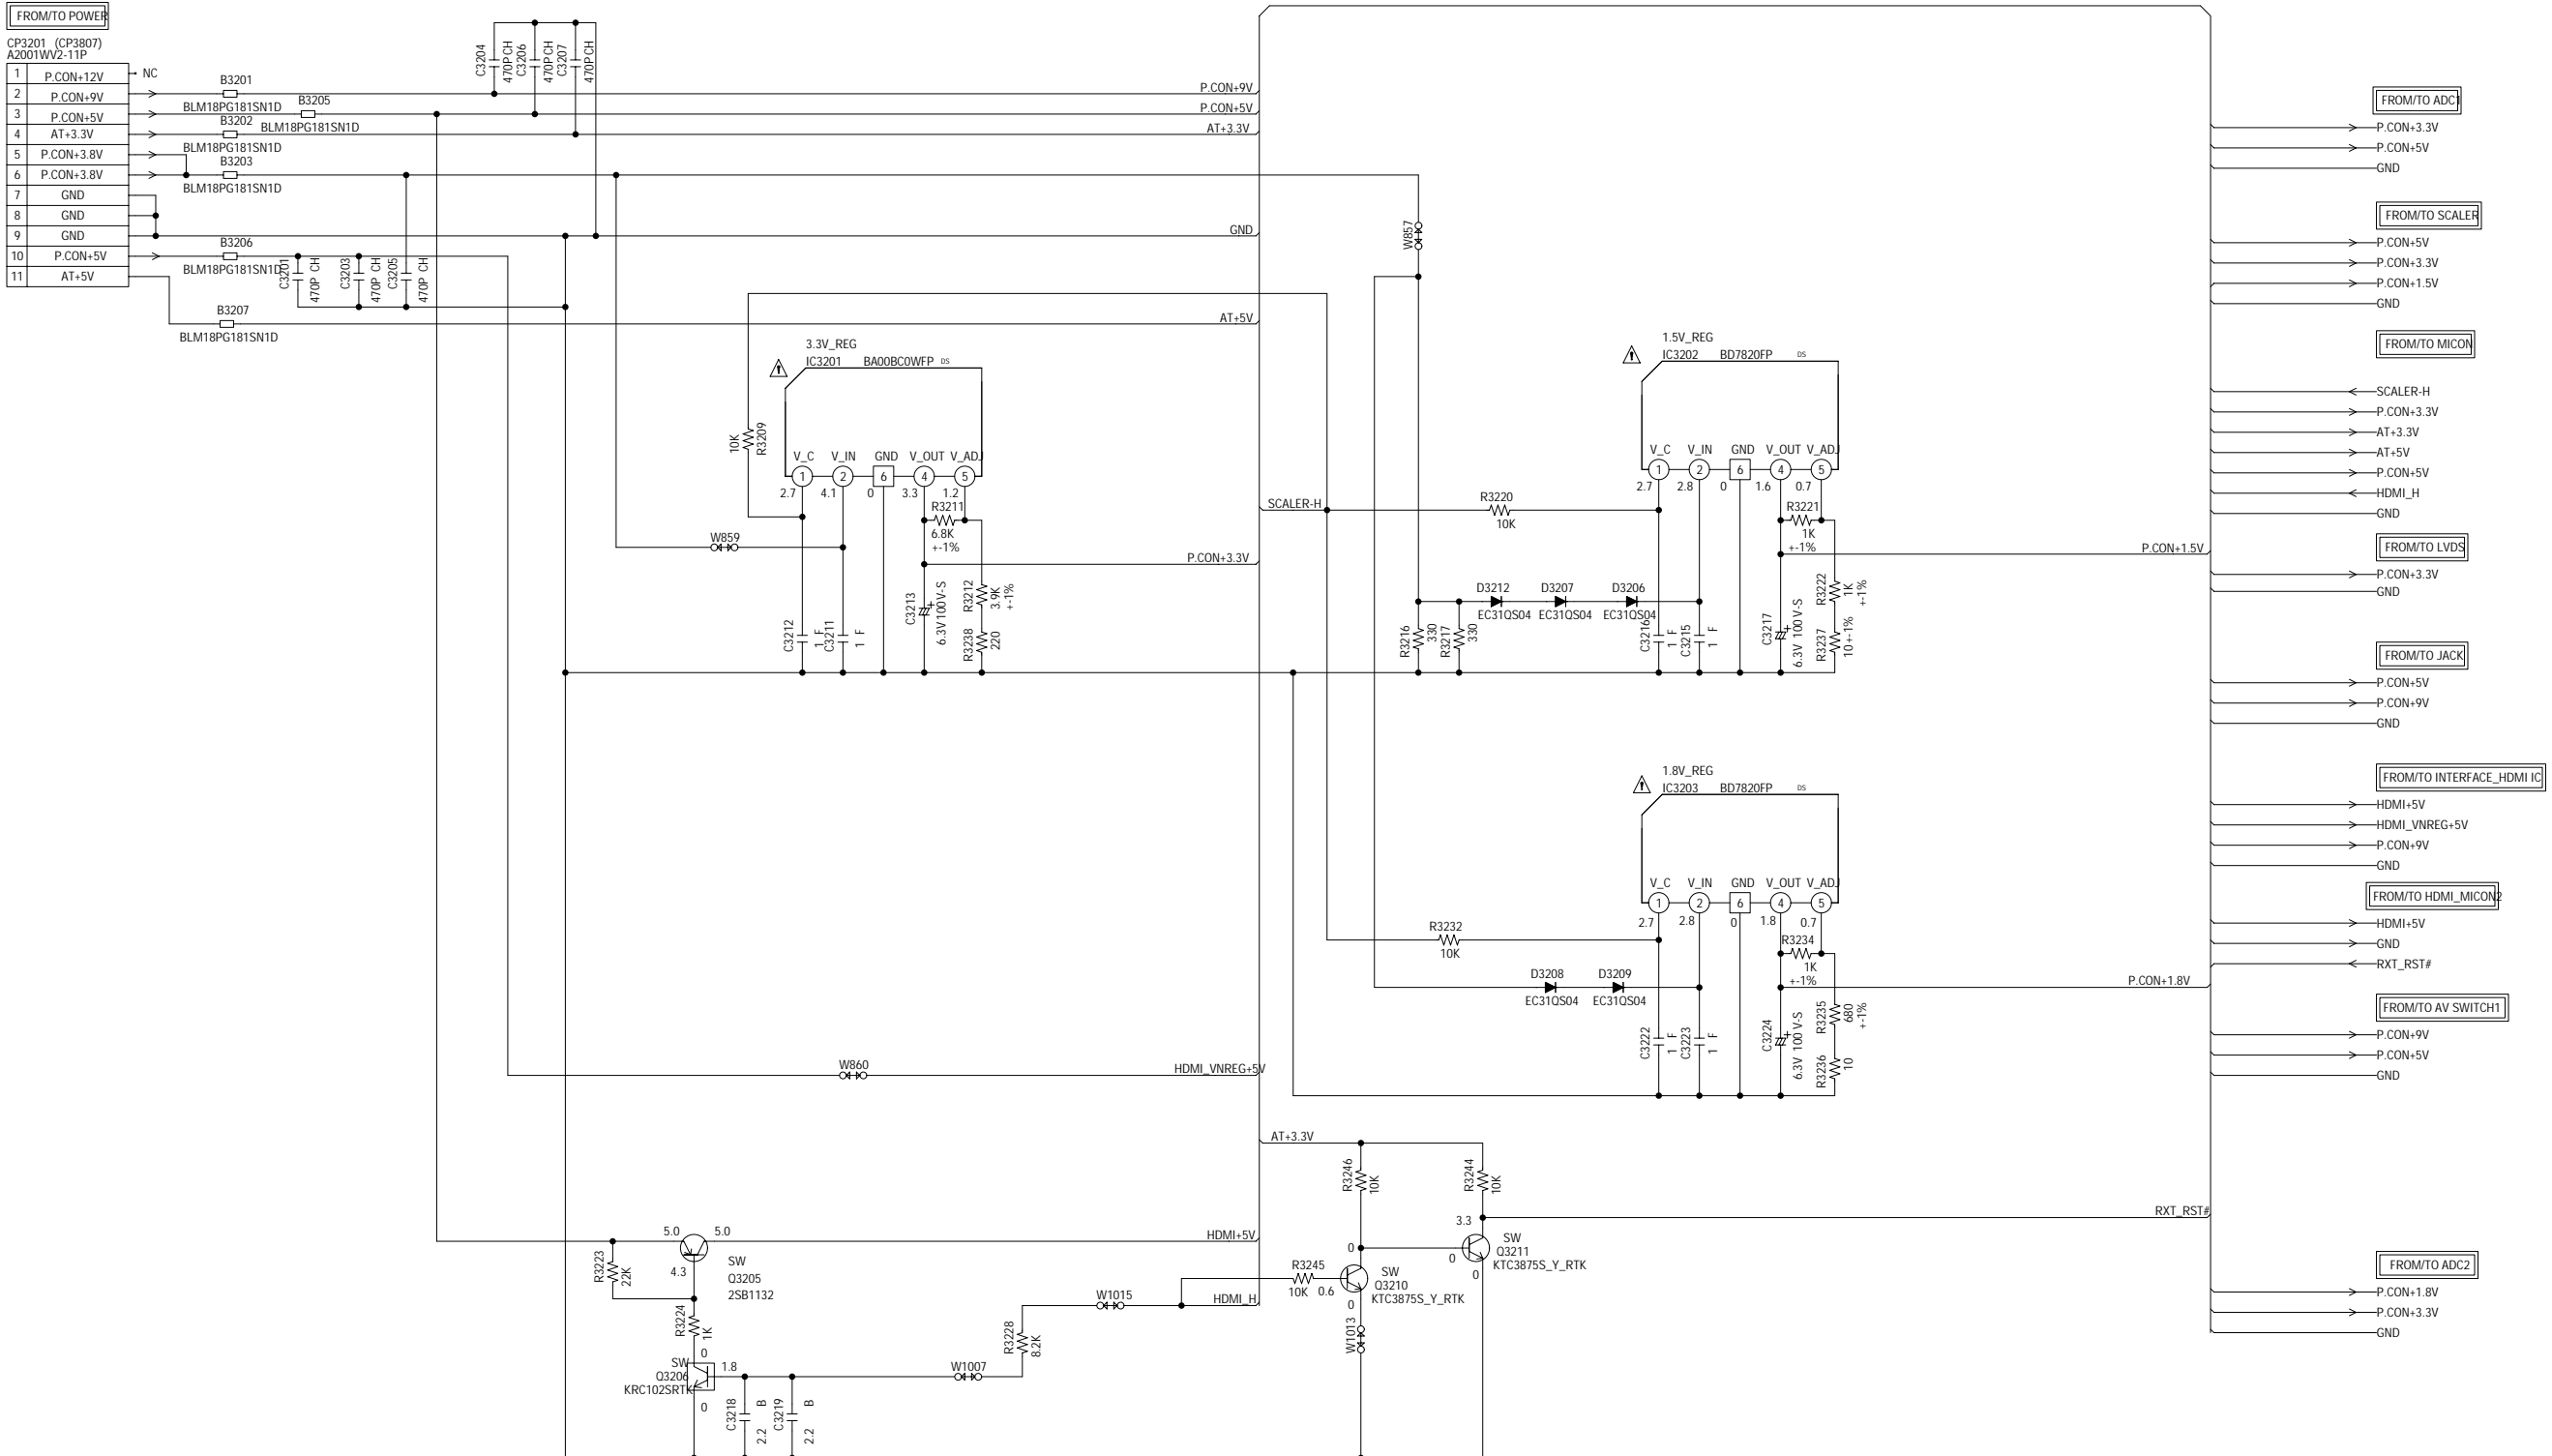 FROM/TO POWER
CP3201 (CP3807)
A2001WV2-11P
1 P.CON+12V NC
2 P.CON+9V
3 P.CON+5V
4 AT+3.3V
5 P.CON+3.8V
6 P.CON+3.8V
7 GND
8 GND
9 GND
10 P.CON+5V
11 AT+5V
B3201
BLM18PG181SN1D
B3205
BLM18PG181SN1D
B3202
BLM18PG181SN1D
B3203
BLM18PG181SN1D
B3206
BLM18PG181SN1D
B3207
BLM18PG181SN1D
C3204
470P CH
C3206
470P CH
C3207
470P CH
C3201
470P CH
C3203
470P CH
C3205
470P CH
P.CON+9V
P.CON+5V
AT+3.3V
GND
AT+5V
3.3V_REG
IC3201 BA00BC0WFP DS
10K
R3209
V_C V_IN GND V_OUT V_ADJ
1 2 6 4 5
2.7 4.1 0 3.3 1.2
R3211
6.8K
+-1%
W859
P.CON+3.3V
C3212
1 F
C3211
1 F
C3213
6.3V 100 V-S
R3212
3.9K
+-1%
R3238
220
SCALER-H
W857
1.5V_REG
IC3202 BD7820FP DS
V_C V_IN GND V_OUT V_ADJ
1 2 6 4 5
2.7 2.8 0 1.6 0.7
R3220
10K
R3221
1K
+-1%
P.CON+1.5V
D3212
EC31QS04
D3207
EC31QS04
D3206
EC31QS04
R3216
330
R3217
330
C3216
1 F
C3215
1 F
C3217
6.3V 100 V-S
R3222
1K
+-1%
R3237
10 +-1%
1.8V_REG
IC3203 BD7820FP DS
V_C V_IN GND V_OUT V_ADJ
1 2 6 4 5
2.7 2.8 0 1.8 0.7
R3232
10K
R3234
1K
+-1%
P.CON+1.8V
D3208
EC31QS04
D3209
EC31QS04
C3222
1 F
C3223
1 F
C3224
6.3V 100 V-S
R3235
680
+-1%
R3236
10
W860
HDMI_VNREG+5V
AT+3.3V
R3246
10K
R3244
10K
3.3
RXT_RST#
SW
Q3211
KTC3875S_Y_RTK
0
0
0
R3245
10K
0.6
SW
Q3210
KTC3875S_Y_RTK
0
W1013
5.0
5.0
HDMI+5V
R3223
22K
4.3
SW
Q3205
2SB1132
R3224
1K
0
SW
Q3206
KRC102SRTK
1.8
0
C3218
2.2 B
C3219
2.2 B
W1007
R3228
8.2K
W1015
HDMI_H
FROM/TO ADC1
P.CON+3.3V
P.CON+5V
GND
FROM/TO SCALER
P.CON+5V
P.CON+3.3V
P.CON+1.5V
GND
FROM/TO MICON
SCALER-H
P.CON+3.3V
AT+3.3V
AT+5V
P.CON+5V
HDMI_H
GND
FROM/TO LVDS
P.CON+3.3V
GND
FROM/TO JACK
P.CON+5V
P.CON+9V
GND
FROM/TO INTERFACE_HDMI IC
HDMI+5V
HDMI_VNREG+5V
P.CON+9V
GND
FROM/TO HDMI_MICON2
HDMI+5V
GND
RXT_RST#
FROM/TO AV SWITCH1
P.CON+9V
P.CON+5V
GND
FROM/TO ADC2
P.CON+1.8V
P.CON+3.3V
GND